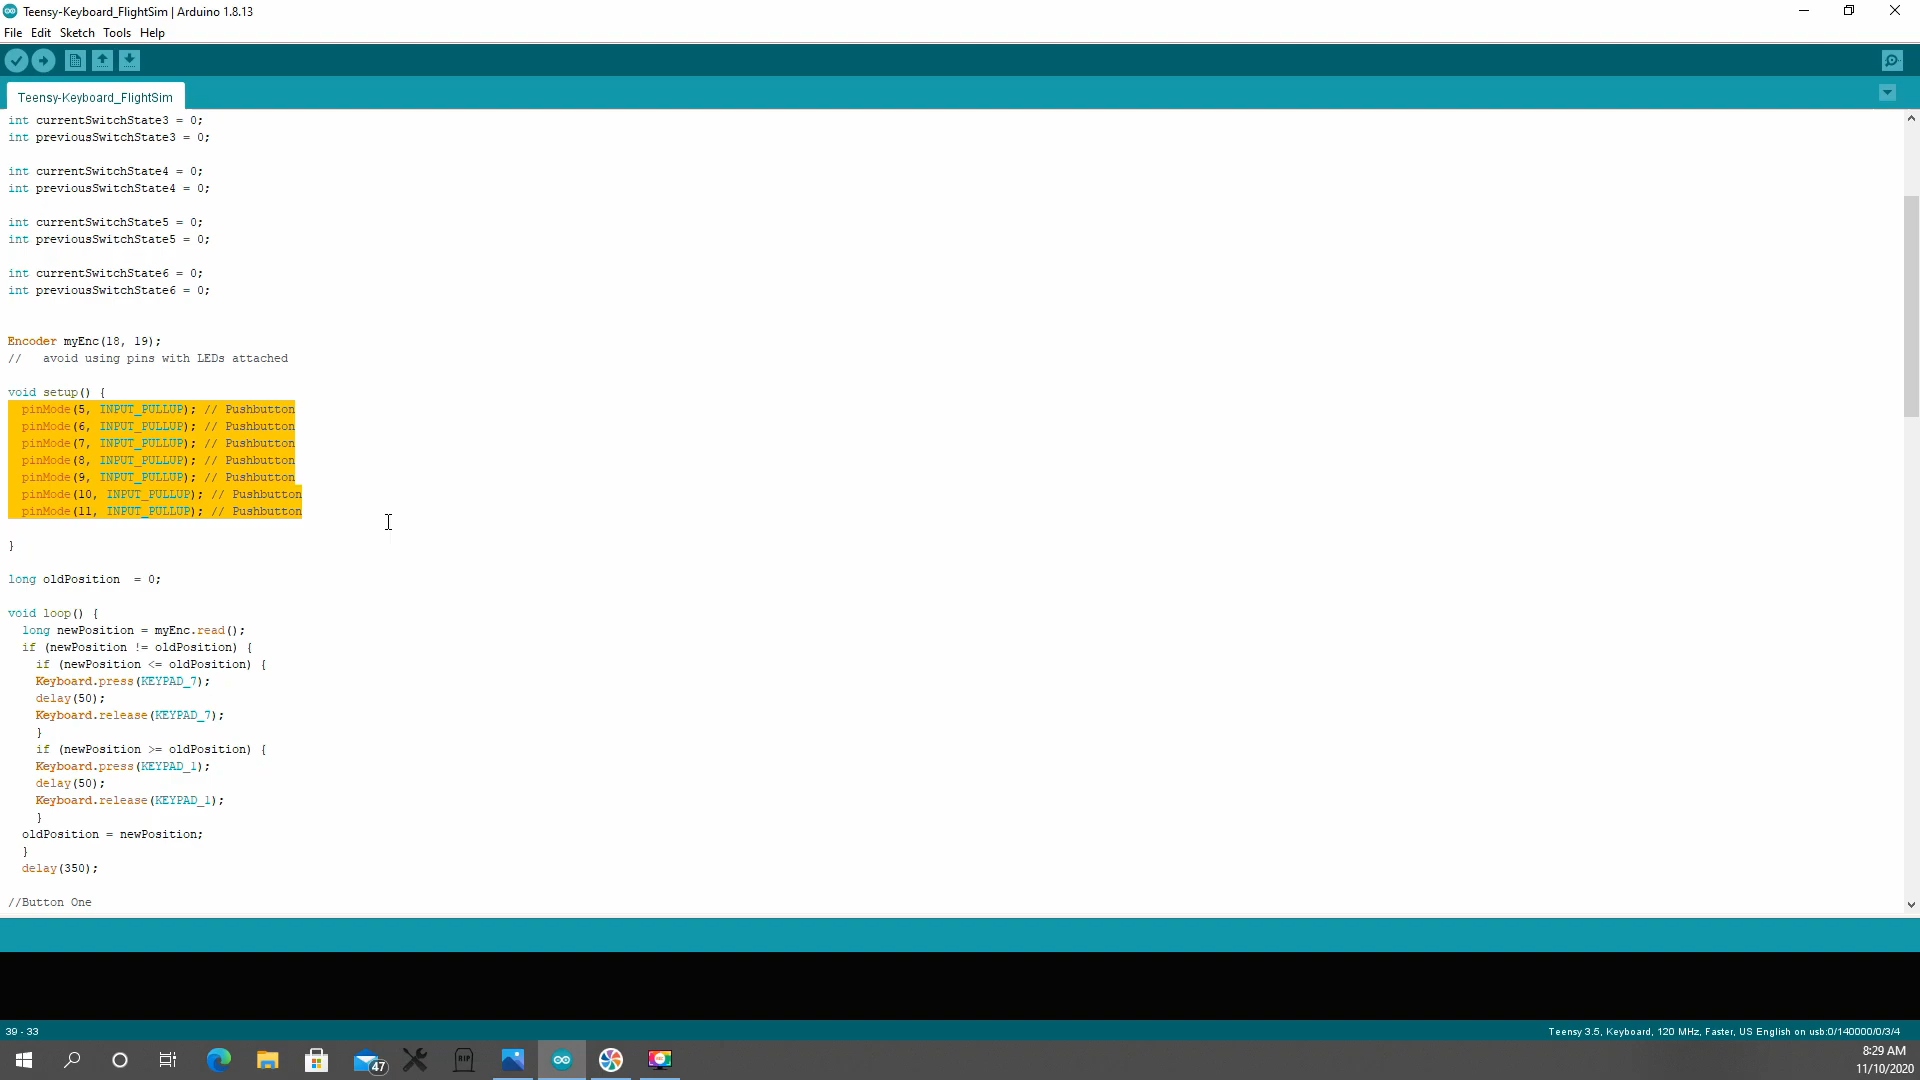 Teensy-Keyboard_FlightSim | Arduino 1.8.13
File Edit Sketch Tools Help
Teensy-Keyboard_FlightSim
int currentSwitchState3 = 0;
int previousSwitchState3 = 0;
int currentSwitchState4 = 0;
int previousSwitchState4 = 0;
int currentSwitchState5 = 0;
int previousSwitchState5 = 0;
int currentSwitchState6 = 0;
int previousSwitchState6 = 0;
Encoder myEnc(18, 19);
//   avoid using pins with LEDs attached
void setup() {
  pinMode(5, INPUT_PULLUP); // Pushbutton
  pinMode(6, INPUT_PULLUP); // Pushbutton
  pinMode(7, INPUT_PULLUP); // Pushbutton
  pinMode(8, INPUT_PULLUP); // Pushbutton
  pinMode(9, INPUT_PULLUP); // Pushbutton
  pinMode(10, INPUT_PULLUP); // Pushbutton
  pinMode(11, INPUT_PULLUP); // Pushbutton
}
long oldPosition  = 0;
void loop() {
  long newPosition = myEnc.read();
  if (newPosition != oldPosition) {
    if (newPosition <= oldPosition) {
    Keyboard.press(KEYPAD_7);
    delay(50);
    Keyboard.release(KEYPAD_7);
    }
    if (newPosition >= oldPosition) {
    Keyboard.press(KEYPAD_1);
    delay(50);
    Keyboard.release(KEYPAD_1);
    }
  oldPosition = newPosition;
  }
  delay(350);
//Button One
39 - 33
Teensy 3.5, Keyboard, 120 MHz, Faster, US English on usb:0/140000/0/3/4
47
RIP
8:29 AM
11/10/2020